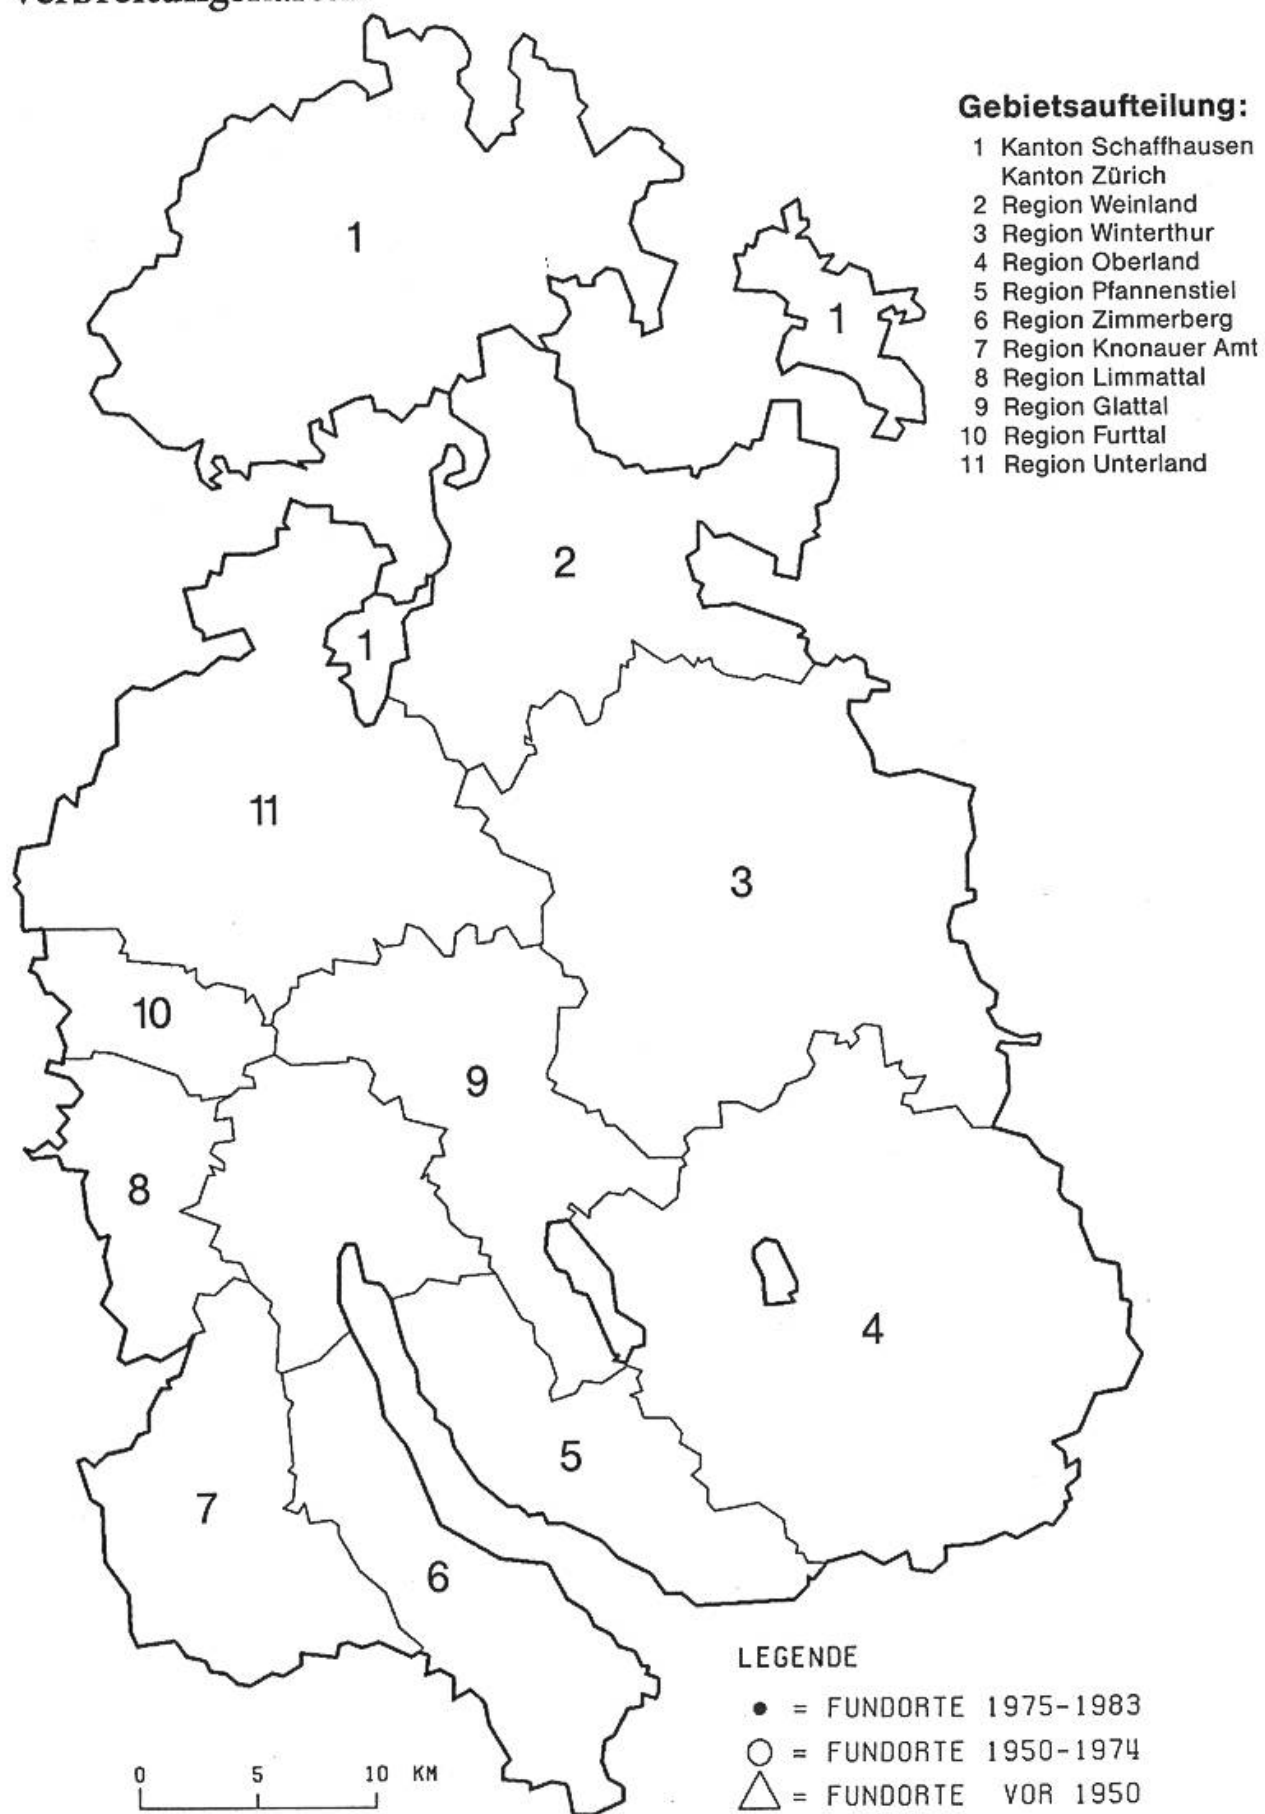 Gebietsaufteilung:
1 Kanton Schaffhausen
Kanton Zürich
2 Region Weinland
3 Region Winterthur
4 Region Oberland
5 Region Pfannenstiel
6 Region Zimmerberg
7 Region Knonauer Amt
8 Region Limmattal
9 Region Glattal
10 Region Furttal
11 Region Unterland
1
1
2
1
11
3
10
9
8
4
5
7
6
LEGENDE
● = FUNDORTE 1975-1983
○ = FUNDORTE 1950-1974
△ = FUNDORTE VOR 1950
0 5 10 KM